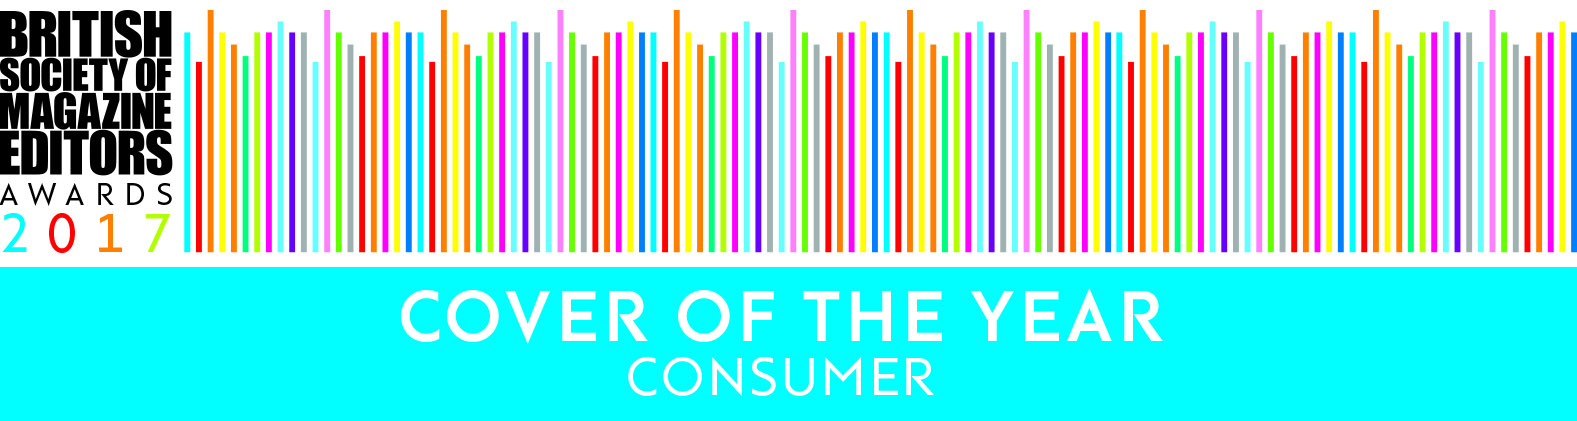 BRITISH
SOCIETY OF
MAGAZINE
EDITORS
AWARDS
2017
COVER OF THE YEAR
CONSUMER